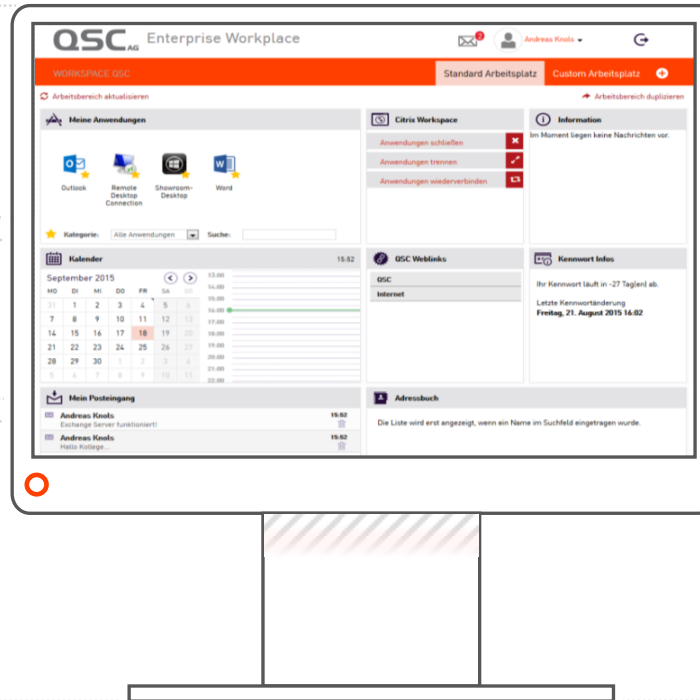 QSC AG Enterprise Workplace
2
Andreas Knols
WORKSPACE QSC
Standard Arbeitsplatz
Custom Arbeitsplatz
Arbeitsbereich aktualisieren
Arbeitsbereich duplizieren
Meine Anwendungen
Outlook
Remote Desktop Connection
Showroom-Desktop
Word
Kategorie: Alle Anwendungen Suche:
Citrix Workspace
Anwendungen schließen
Anwendungen trennen
Anwendungen wiederverbinden
Information
Im Moment liegen keine Nachrichten vor.
Kalender 15:52
September 2015
MO DI MI DO FR SA SO
31 1 2 3 4 5 6
7 8 9 10 11 12 13
14 15 16 17 18 19 20
21 22 23 24 25 26 27
28 29 30 1 2 3 4
5 6 7 8 9 10 11
13:00
14:00
15:00
16:00
17:00
18:00
19:00
20:00
21:00
22:00
QSC Weblinks
QSC
Internet
Kennwort Infos
Ihr Kennwort läuft in -27 Tag(en) ab.
Letzte Kennwortänderung
Freitag, 21. August 2015 16:02
Mein Posteingang
Andreas Knols 15:52
Exchange Server funktioniert!
Andreas Knols 15:52
Hallo Kollege...
Adressbuch
Die Liste wird erst angezeigt, wenn ein Name im Suchfeld eingetragen wurde.